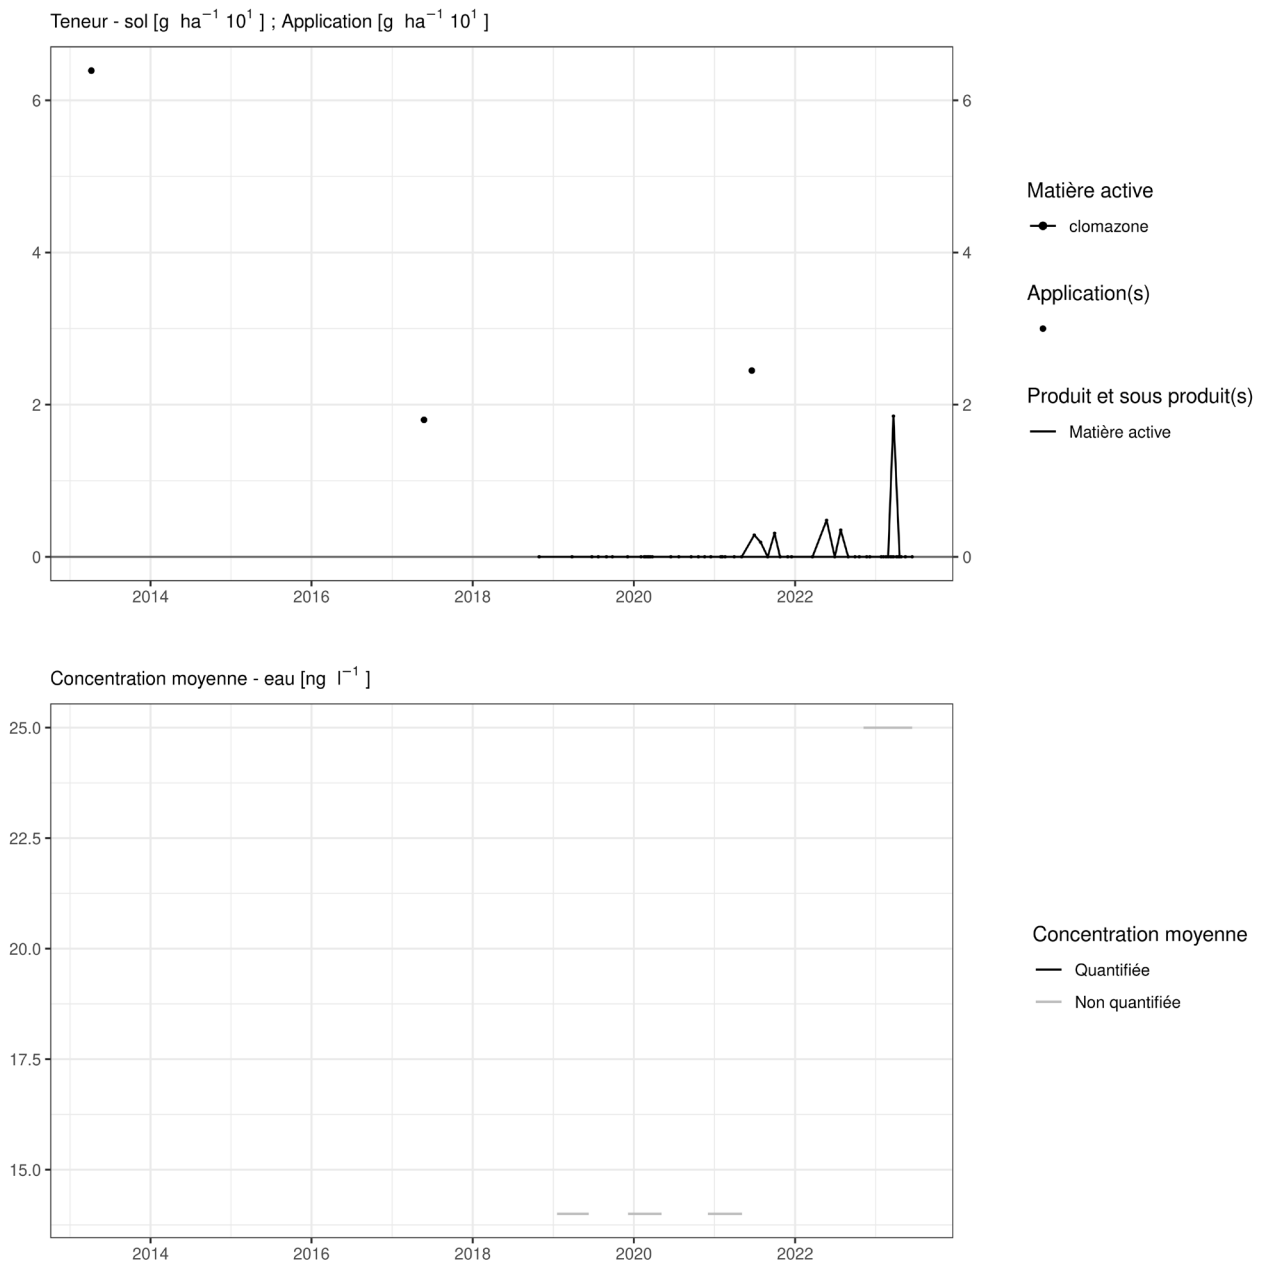 Teneur - sol [g ha−1 101 ] ; Application [g ha−1 101 ]
6
4
2
0
6
4
2
0
2014 2016 2018 2020 2022
Matière active
clomazone
Application(s)
Produit et sous produit(s)
Matière active
Concentration moyenne - eau [ng l−1 ]
25.0
22.5
20.0
17.5
15.0
2014 2016 2018 2020 2022
Concentration moyenne
Quantifiée
Non quantifiée